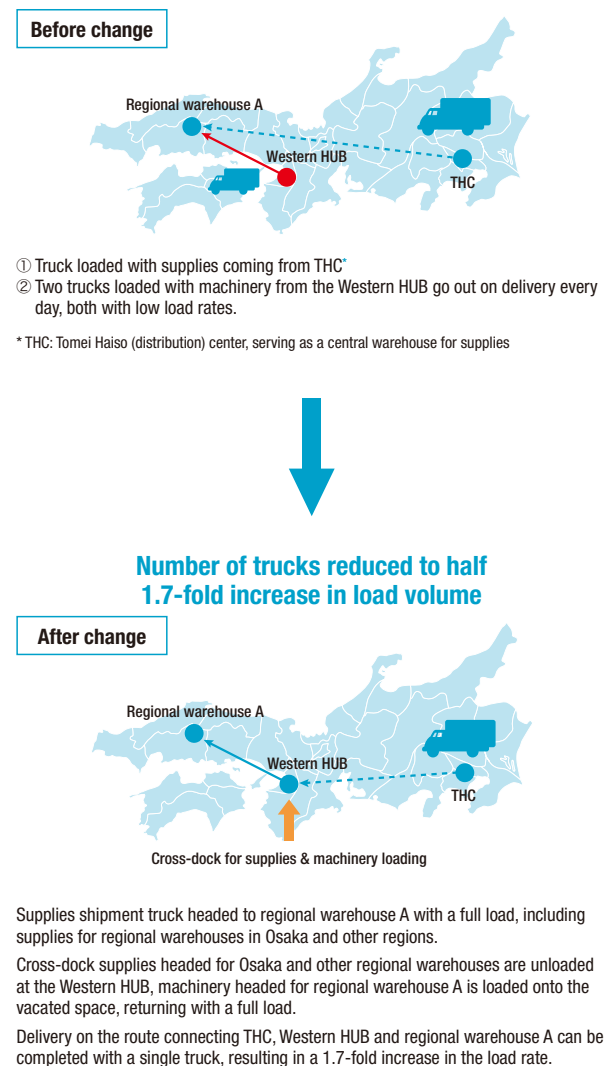 Before change
Regional warehouse A
Western HUB
THC
① Truck loaded with supplies coming from THC*
② Two trucks loaded with machinery from the Western HUB go out on delivery every
day, both with low load rates.
* THC: Tomei Haiso (distribution) center, serving as a central warehouse for supplies
Number of trucks reduced to half
1.7-fold increase in load volume
After change
Regional warehouse A
Western HUB
THC
Cross-dock for supplies & machinery loading
Supplies shipment truck headed to regional warehouse A with a full load, including
supplies for regional warehouses in Osaka and other regions.
Cross-dock supplies headed for Osaka and other regional warehouses are unloaded
at the Western HUB, machinery headed for regional warehouse A is loaded onto the
vacated space, returning with a full load.
Delivery on the route connecting THC, Western HUB and regional warehouse A can be
completed with a single truck, resulting in a 1.7-fold increase in the load rate.